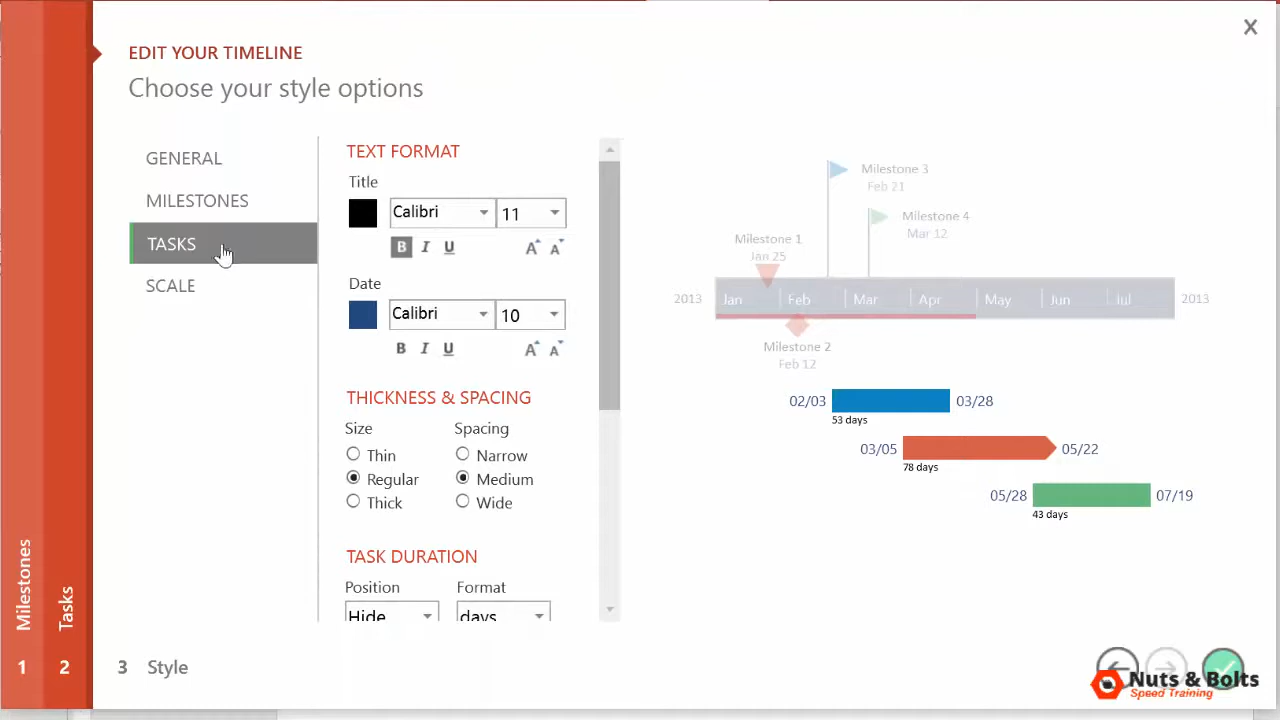 EDIT YOUR TIMELINE
Choose your style options
GENERAL
MILESTONES
TASKS
SCALE
TEXT FORMAT
Title
Calibri 11
B I U A A
Date
Calibri 10
B I U A A
THICKNESS & SPACING
Size Spacing
Thin Narrow
Regular Medium
Thick Wide
TASK DURATION
Position Format
Hide days
Milestone 3
Feb 21
Milestone 4
Mar 12
Milestone 1
Jan 25
2013 Jan Feb Mar Apr May Jun Jul 2013
Milestone 2
Feb 12
02/03 03/28
53 days
03/05 05/22
78 days
05/28 07/19
43 days
Milestones
Tasks
1 2 3 Style
Nuts & Bolts
Speed Training